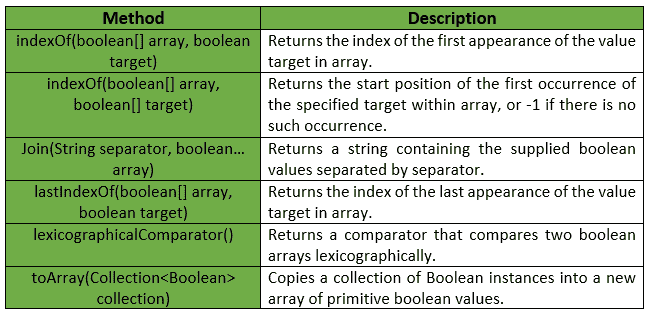 Method Description
indexOf(boolean[] array, boolean
target)
Returns the index of the first appearance of the value
target in array.
indexOf(boolean[] array,
boolean[] target)
Returns the start position of the first occurrence of
the specified target within array, or -1 if there is no
such occurrence.
Join(String separator, boolean...
array)
Returns a string containing the supplied boolean
values separated by separator.
lastIndexOf(boolean[] array,
boolean target)
Returns the index of the last appearance of the value
target in array.
lexicographicalComparator()
Returns a comparator that compares two boolean
arrays lexicographically.
toArray(Collection<Boolean>
collection)
Copies a collection of Boolean instances into a new
array of primitive boolean values.